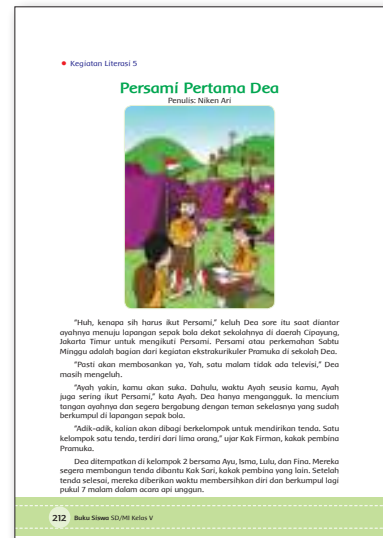 Kegiatan Literasi 5
Persami Pertama Dea
Penulis: Niken Ari
"Huh, kenapa sih harus ikut Persami," keluh Dea sore itu saat diantar
ayahnya menuju lapangan sepak bola dekat sekolahnya di daerah Cipayung,
Jakarta Timur untuk mengikuti Persami. Persami atau perkemahan Sabtu
Minggu adalah bagian dari kegiatan ekstrakurikuler Pramuka di sekolah Dea.
"Pasti akan membosankan ya, Yah, satu malam tidak ada televisi," Dea
masih mengeluh.
"Ayah yakin, kamu akan suka. Dahulu, waktu Ayah seusia kamu, Ayah
juga sering ikut Persami," kata Ayah. Dea hanya mengangguk. Ia mencium
tangan ayahnya dan segera bergabung dengan teman sekelasnya yang sudah
berkumpul di lapangan sepak bola.
"Adik-adik, kalian akan dibagi berkelompok untuk mendirikan tenda. Satu
kelompok satu tenda, terdiri dari lima orang," ujar Kak Firman, kakak pembina
Pramuka.
Dea ditempatkan di kelompok 2 bersama Ayu, Isma, Lulu, dan Fina. Mereka
segera membangun tenda dibantu Kak Sari, kakak pembina yang lain. Setelah
tenda selesai, mereka diberikan waktu membersihkan diri dan berkumpul lagi
pukul 7 malam dalam acara api unggun.
212 Buku Siswa SD/MI Kelas V